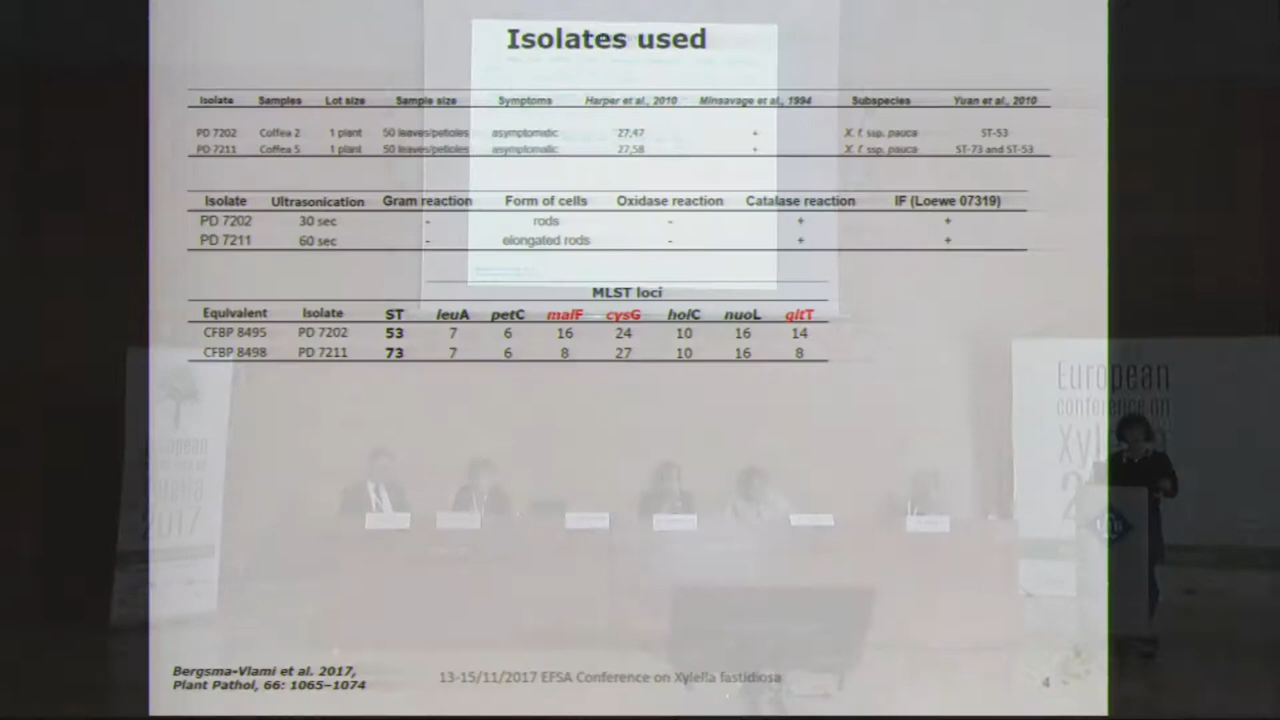 Isolates used
Isolate Samples Lot size Sample size Symptoms Harper et al., 2010 Minsavage et al., 1994 Subspecies Yuan et al., 2010
PD 7202 Coffea 2 1 plant 50 leaves/petioles asymptomatic 27,47 + X. f. ssp. pauca ST-53
PD 7211 Coffea 5 1 plant 50 leaves/petioles asymptomatic 27,58 + X. f. ssp. pauca ST-73 and ST-53
Isolate Ultrasonication Gram reaction Form of cells Oxidase reaction Catalase reaction IF (Loewe 07319)
PD 7202 30 sec - rods - + +
PD 7211 60 sec - elongated rods - + +
MLST loci
Equivalent Isolate ST leuA petC malF cysG holC nuoL gltT
CFBP 8495 PD 7202 53 7 6 16 24 10 16 14
CFBP 8498 PD 7211 73 7 6 8 27 10 16 8
European
conference on
Xylella
2017
European
conference on
Bergsma-Vlami et al. 2017,
Plant Pathol, 66: 1065–1074
13-15/11/2017 EFSA Conference on Xylella fastidiosa
4